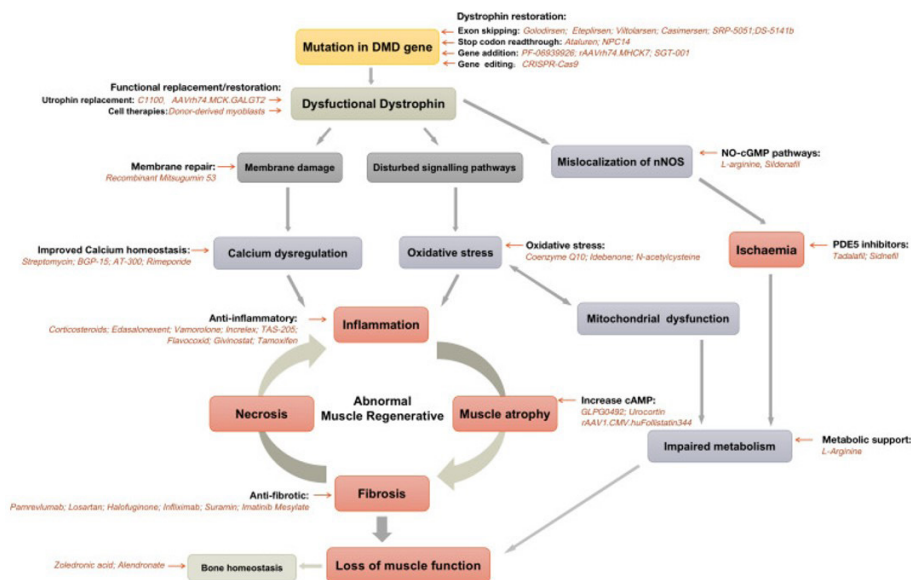 Dystrophin restoration:
Exon skipping: Golodirsen; Eteplirsen; Viltolarsen; Casimersen; SRP-5051;DS-5141b
Mutation in DMD gene
Stop codon readthrough: Ataluren; NPC14
Gene addition: PF-06939926; rAAVrh74.MHCK7; SGT-001
Gene editing: CRISPR-Cas9
Functional replacement/restoration:
Utrophin replacement: C1100, AAVrh74.MCK.GALGT2
Cell therapies: Donor-derived myoblasts
Dysfuctional Dystrophin
Membrane repair:
Recombinant Mitsugumin 53
Membrane damage
Disturbed signalling pathways
Mislocalization of nNOS
NO-cGMP pathways:
L-arginine, Sildenafil
Improved Calcium homeostasis:
Streptomycin; BGP-15; AT-300; Rimeporide
Calcium dysregulation
Oxidative stress
Oxidative stress:
Coenzyme Q10; Idebenone; N-acetylcysteine
Ischaemia
PDE5 inhibitors:
Tadalafil; Sidnefil
Anti-inflammatory:
Corticosteroids; Edasalonexent; Vamorolone; Increlex; TAS-205;
Flavocoxid; Givinostat; Tamoxifen
Inflammation
Mitochondrial dysfunction
Necrosis
Abnormal
Muscle Regenerative
Muscle atrophy
Increase cAMP:
GLPG0492; Urocortin
rAAV1.CMV.huFollistatin344
Impaired metabolism
Metabolic support:
L-Arginine
Anti-fibrotic:
Pamrevlumab; Losartan; Halofuginone; Infliximab; Suramin; Imatinib Mesylate
Fibrosis
Zoledronic acid; Alendronate
Bone homeostasis
Loss of muscle function